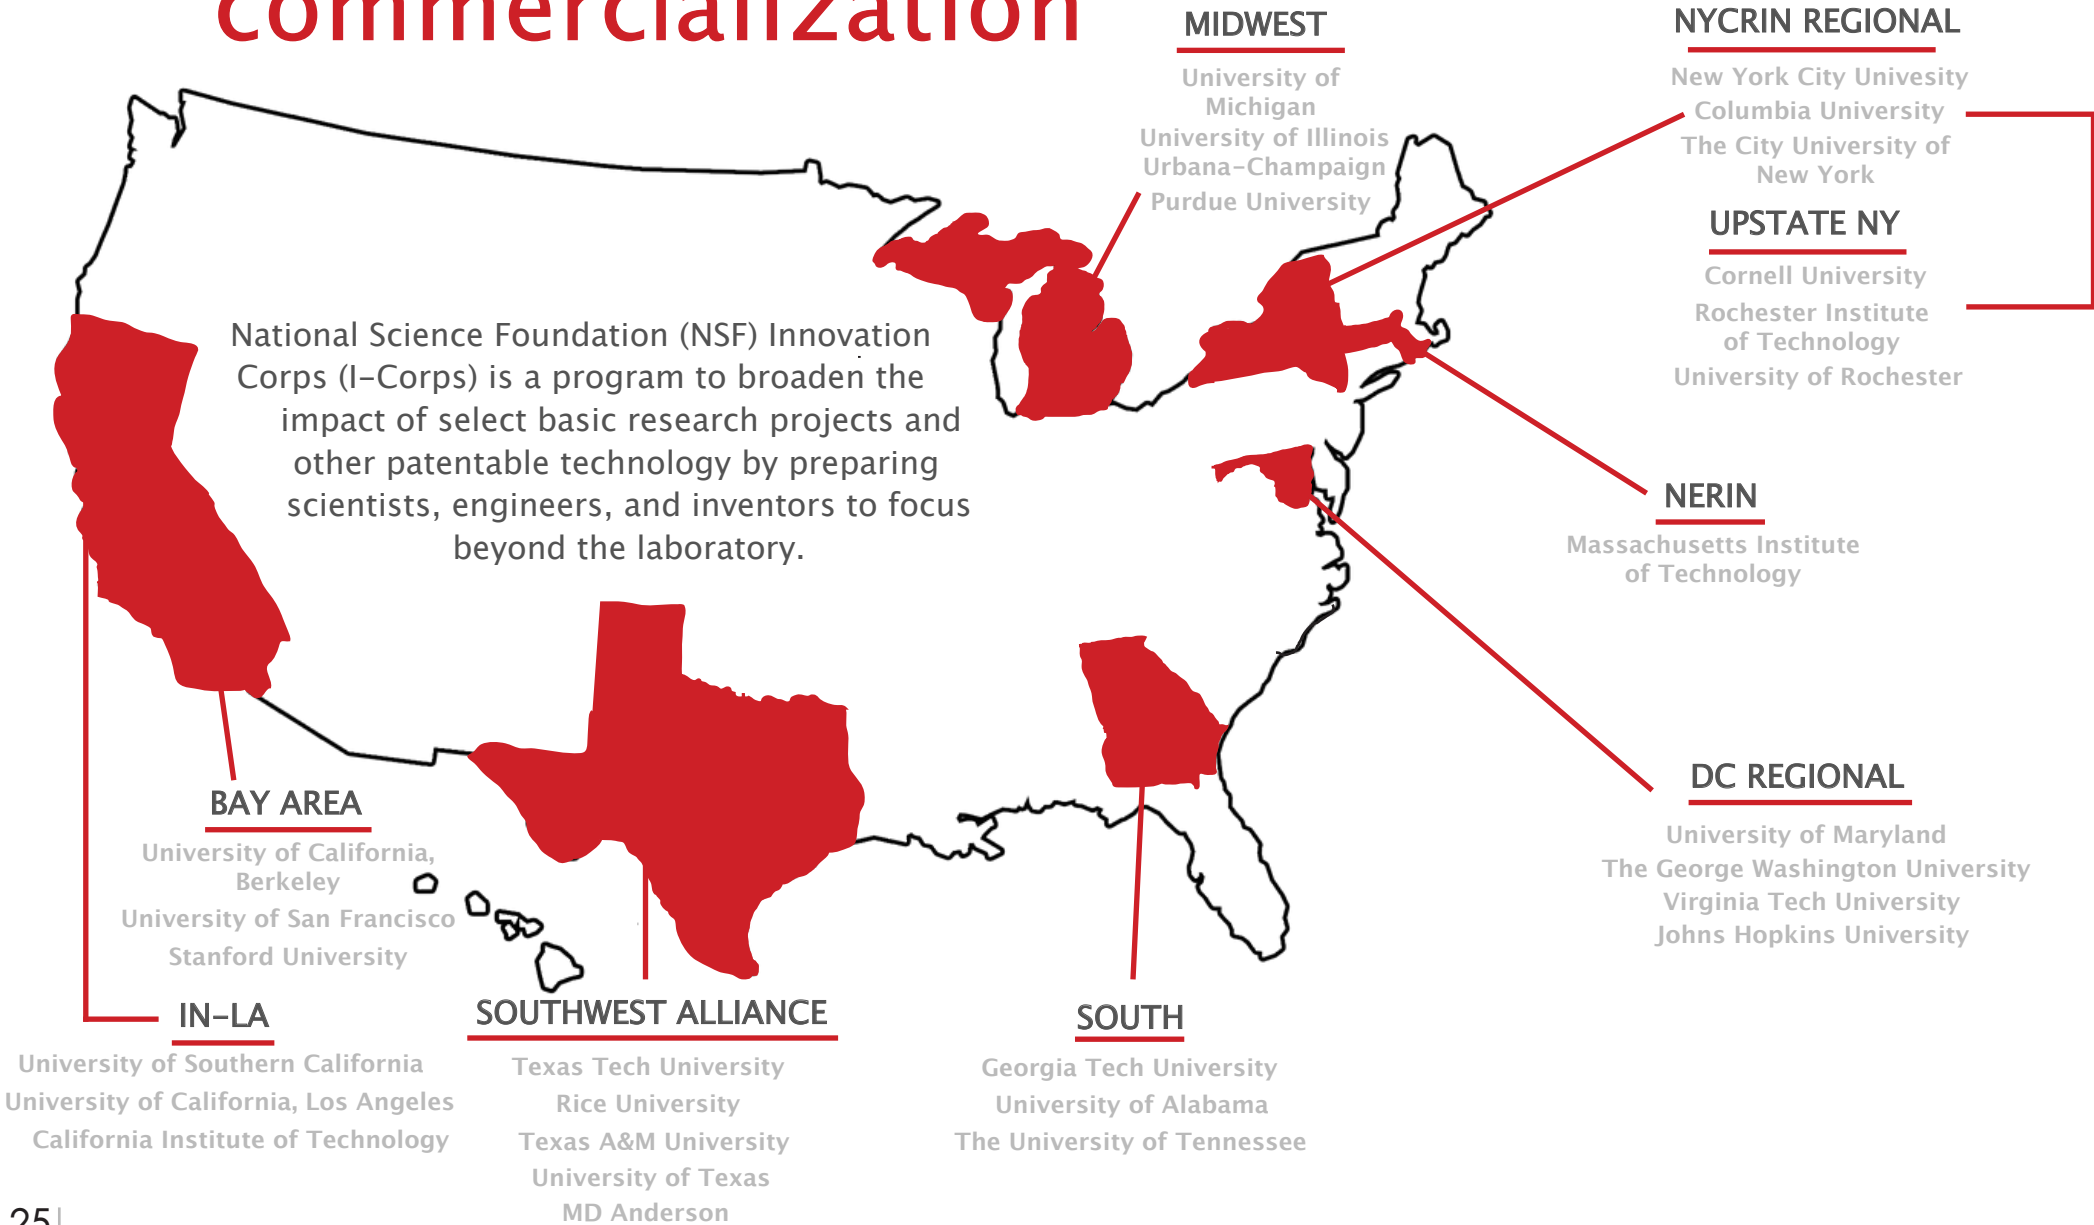 commercialization
MIDWEST
University of
Michigan
University of Illinois
Urbana-Champaign
Purdue University
NYCRIN REGIONAL
New York City Univesity
Columbia University
The City University of
New York
UPSTATE NY
Cornell University
Rochester Institute
of Technology
University of Rochester
National Science Foundation (NSF) Innovation
Corps (I-Corps) is a program to broaden the
impact of select basic research projects and
other patentable technology by preparing
scientists, engineers, and inventors to focus
beyond the laboratory.
NERIN
Massachusetts Institute
of Technology
DC REGIONAL
University of Maryland
The George Washington University
Virginia Tech University
Johns Hopkins University
BAY AREA
University of California,
Berkeley
University of San Francisco
Stanford University
IN-LA
University of Southern California
University of California, Los Angeles
California Institute of Technology
SOUTHWEST ALLIANCE
Texas Tech University
Rice University
Texas A&M University
University of Texas
MD Anderson
SOUTH
Georgia Tech University
University of Alabama
The University of Tennessee
25|